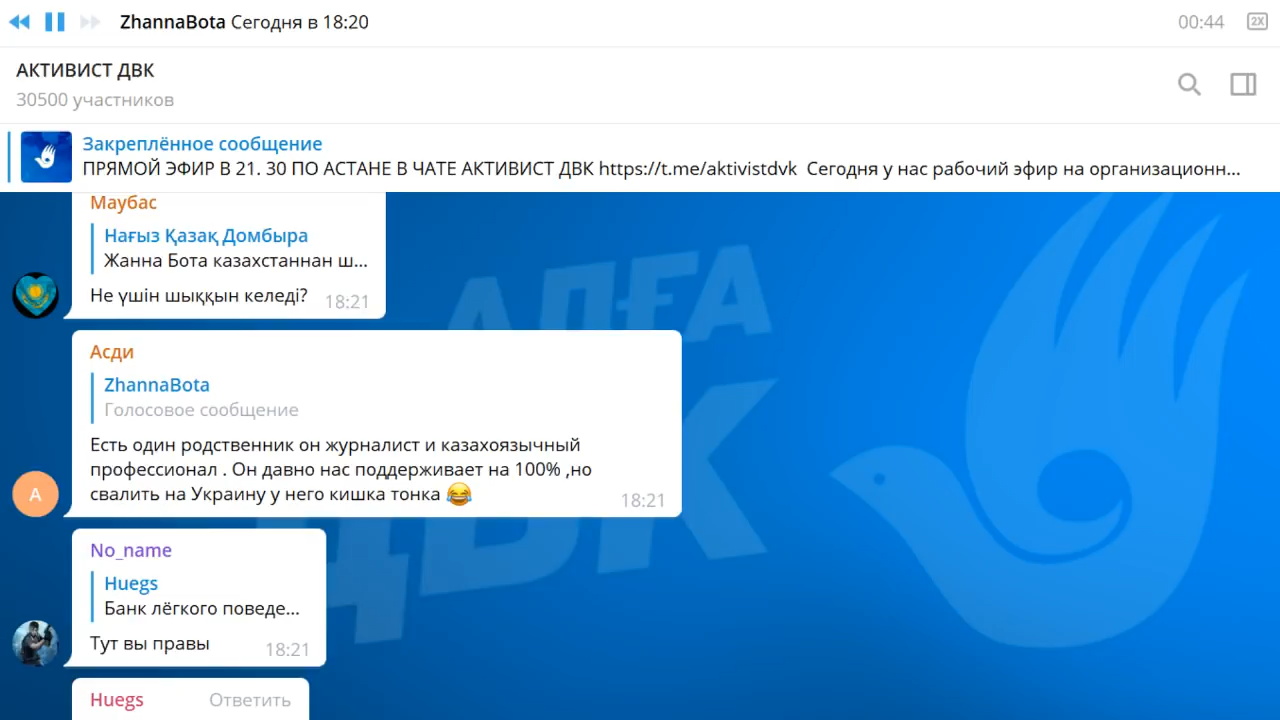 ZhannaBota Сегодня в 18:20
00:44
2X
АКТИВИСТ ДВК
30500 участников
Закреплённое сообщение
ПРЯМОЙ ЭФИР В 21. 30 ПО АСТАНЕ В ЧАТЕ АКТИВИСТ ДВК https://t.me/aktivistdvk Сегодня у нас рабочий эфир на организационн...
Маубас
Нағыз Қазақ Домбыра
Жанна Бота казахстаннан ш...
Не үшін шыққын келеді?
18:21
АЛҒА
ДВК
Асди
ZhannaBota
Голосовое сообщение
Есть один родственник он журналист и казахоязычный
профессионал . Он давно нас поддерживает на 100% ,но
свалить на Украину у него кишка тонка 😂
18:21
А
No_name
Huegs
Банк лёгкого поведе...
Тут вы правы
18:21
Huegs
Ответить